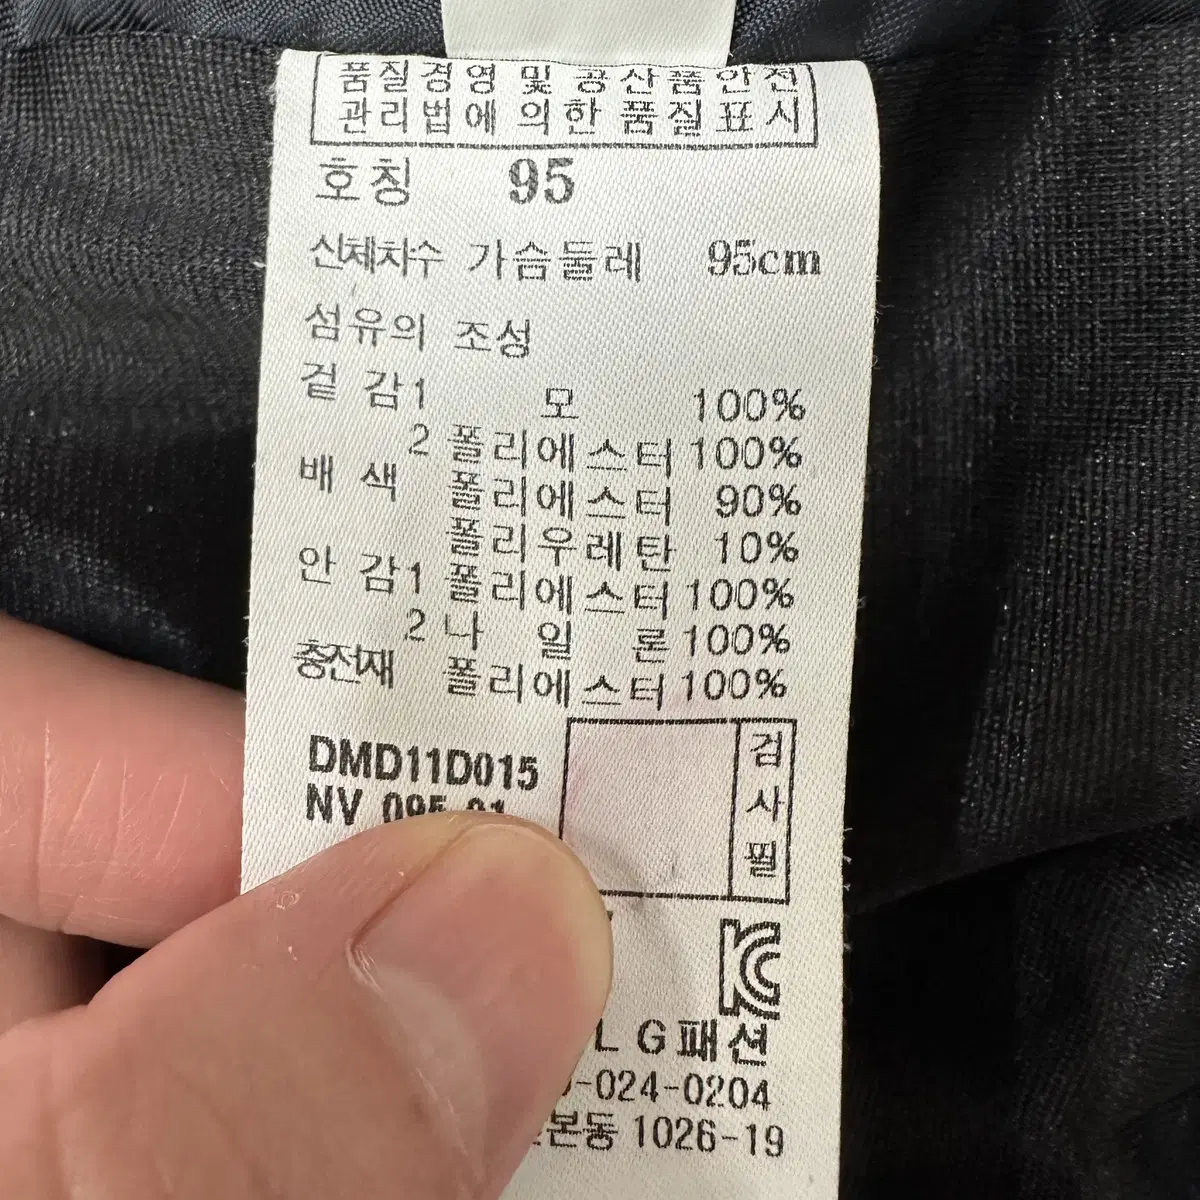 품질경영 및 공산품안전
관리법에 의한 품질표시
호칭 95
신체치수 가슴둘레 95cm
섬유의 조성
겉 감1 모 100%
2 폴리에스터 100%
배 색 폴리에스터 90%
폴리우레탄 10%
안 감1 폴리에스터 100%
2 나 일 론 100%
충전재 폴리에스터 100%
DMD11D015
검사필
NV 095
LG패션
-024-0204
1026-19